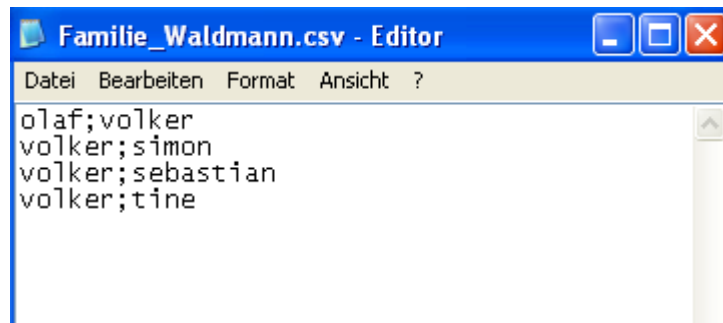 Familie_Waldmann.csv - Editor
Datei Bearbeiten Format Ansicht ?
olaf;volker
volker;simon
volker;sebastian
volker;tine